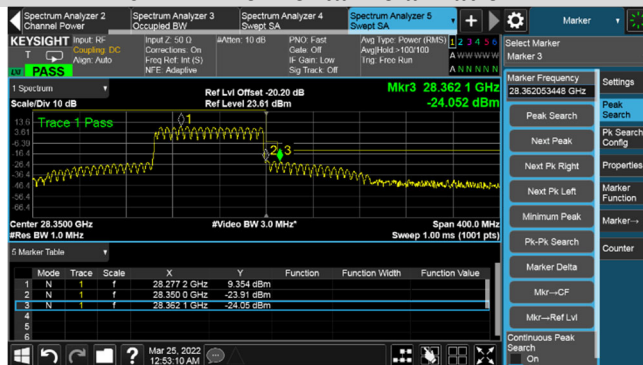 Spectrum Analyzer 2
Channel Power
Spectrum Analyzer 3
Occupied BW
Spectrum Analyzer 4
Swept SA
Spectrum Analyzer 5
Swept SA
Marker
KEYSIGHT
Input: RF
Coupling: DC
Align: Auto
Input Z: 50 Ω
Corrections: On
Freq Ref: Int (S)
NFE: Adaptive
#Atten: 10 dB
PNO: Fast
Gate: Off
IF Gain: Low
Sig Track: Off
Avg Type: Power (RMS)
Avg|Hold:>100/100
Trig: Free Run
1 2 3 4 5 6
A W W W W W
A N N N N N
PASS
Select Marker
Marker 3
1 Spectrum
Scale/Div 10 dB
Ref Lvl Offset -20.20 dB
Ref Level 23.61 dBm
Mkr3 28.362 1 GHz
-24.052 dBm
Trace 1 Pass
13.6
3.61
-6.39
-16.4
-26.4
-36.4
-46.4
-56.4
-66.4
1
2
3
Center 28.3500 GHz
#Res BW 1.0 MHz
#Video BW 3.0 MHz*
Span 400.0 MHz
Sweep 1.00 ms (1001 pts)
5 Marker Table
Mode Trace Scale X Y Function Function Width Function Value
1 N 1 f 28.277 2 GHz 9.354 dBm
2 N 1 f 28.350 0 GHz -23.91 dBm
3 N 1 f 28.362 1 GHz -24.05 dBm
4
5
6
Mar 25, 2022
12:53:10 AM
Marker Frequency
28.362053448 GHz
Peak Search
Next Peak
Next Pk Right
Next Pk Left
Minimum Peak
Pk-Pk Search
Marker Delta
Mkr→CF
Mkr→Ref Lvl
Continuous Peak
Search
On
Settings
Peak
Search
Pk Search
Config
Properties
Marker
Function
Marker→
Counter